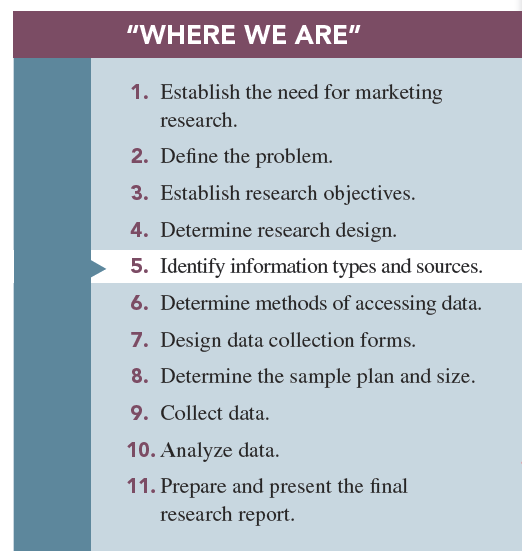 "WHERE WE ARE"
1. Establish the need for marketing
research.
2. Define the problem.
3. Establish research objectives.
4. Determine research design.
5. Identify information types and sources.
6. Determine methods of accessing data.
7. Design data collection forms.
8. Determine the sample plan and size.
9. Collect data.
10. Analyze data.
11. Prepare and present the final
research report.